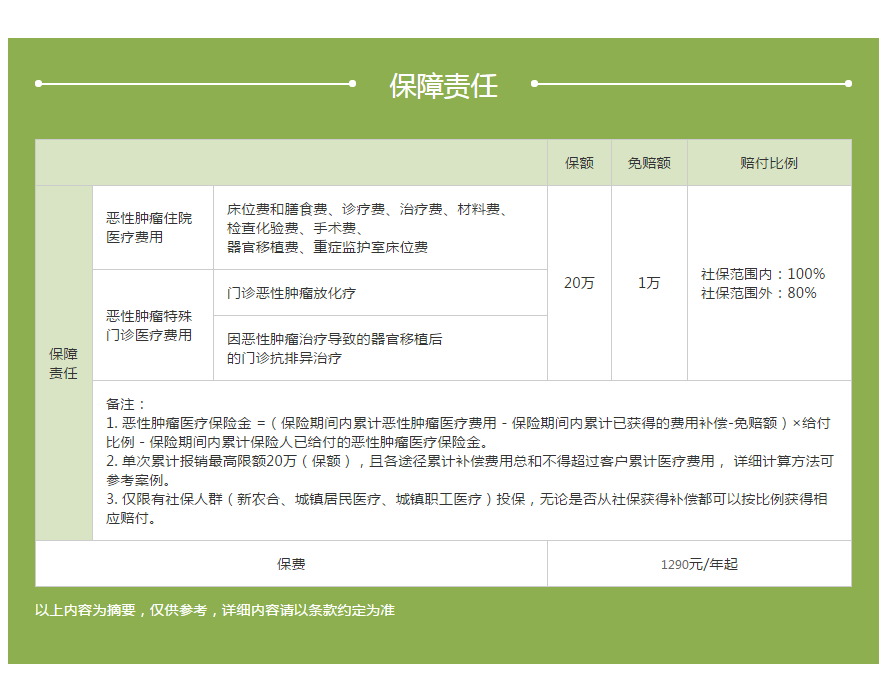 保障责任
保额
免赔额
赔付比例
保障
责任
恶性肿瘤住院
医疗费用
床位费和膳食费、诊疗费、治疗费、材料费、
检查化验费、手术费、
器官移植费、重症监护室床位费
20万
1万
社保范围内：100%
社保范围外：80%
恶性肿瘤特殊
门诊医疗费用
门诊恶性肿瘤放化疗
因恶性肿瘤治疗导致的器官移植后
的门诊抗排异治疗
备注：
1. 恶性肿瘤医疗保险金 =（保险期间内累计恶性肿瘤医疗费用 - 保险期间内累计已获得的费用补偿-免赔额）×给付
比例 - 保险期间内累计保险人已给付的恶性肿瘤医疗保险金。
2. 单次累计报销最高限额20万（保额），且各途径累计补偿费用总和不得超过客户累计医疗费用， 详细计算方法可
参考案例。
3. 仅限有社保人群（新农合、城镇居民医疗、城镇职工医疗）投保，无论是否从社保获得补偿都可以按比例获得相
应赔付。
保费
1290元/年起
以上内容为摘要，仅供参考，详细内容请以条款约定为准